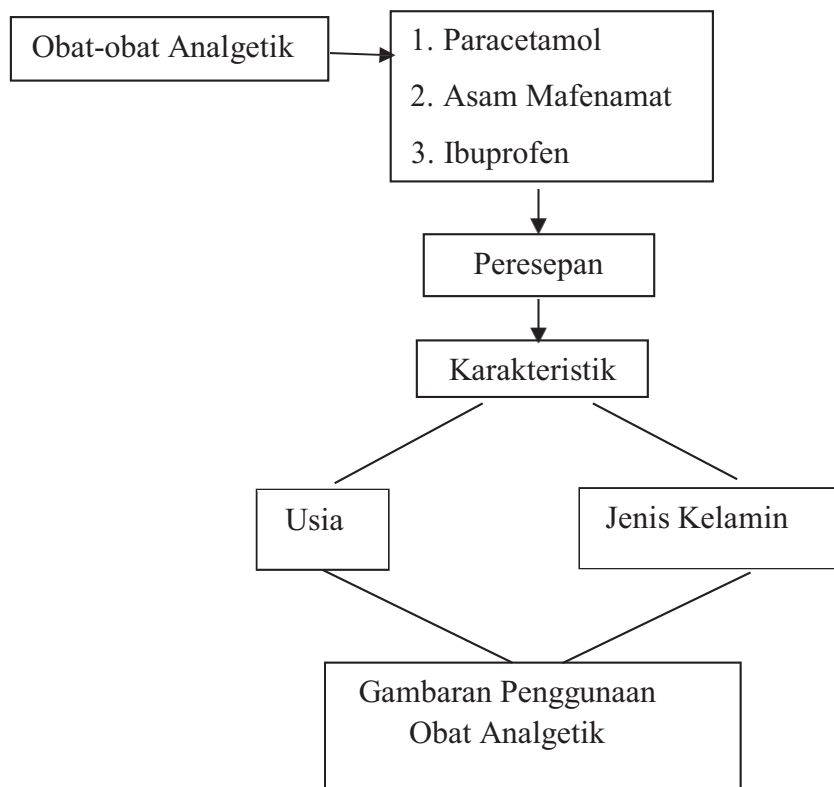 Obat-obat Analgetik
1. Paracetamol
2. Asam Mafenamat
3. Ibuprofen
Peresepan
Karakteristik
Usia
Jenis Kelamin
Gambaran Penggunaan
Obat Analgetik